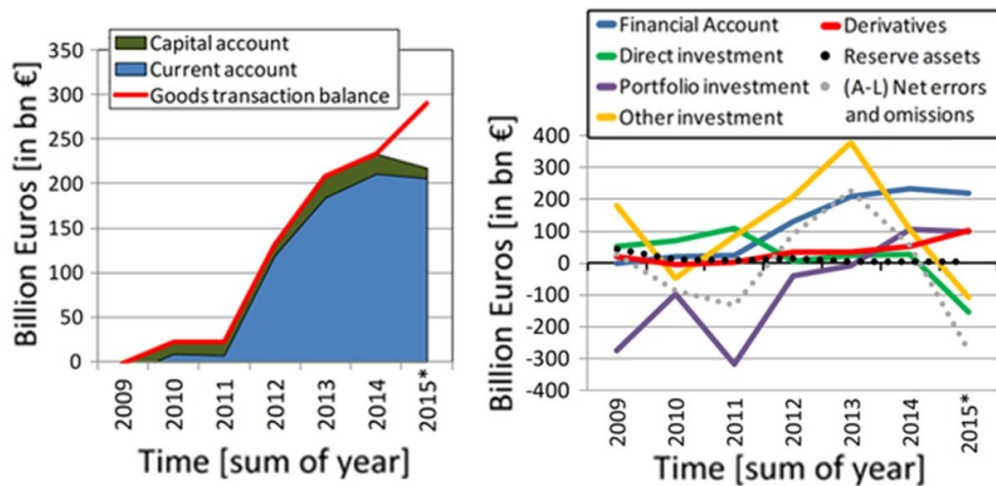 Billion Euros [in bn €]
350
300
250
200
150
100
50
0
Capital account
Current account
Goods transaction balance
2009
2010
2011
2012
2013
2014
2015*
Time [sum of year]
Financial Account
Direct investment
Portfolio investment
Other investment
Derivatives
Reserve assets
(A-L) Net errors
and omissions
Billion Euros [in bn €]
400
300
200
100
0
-100
-200
-300
-400
2009
2010
2011
2012
2013
2014
2015*
Time [sum of year]